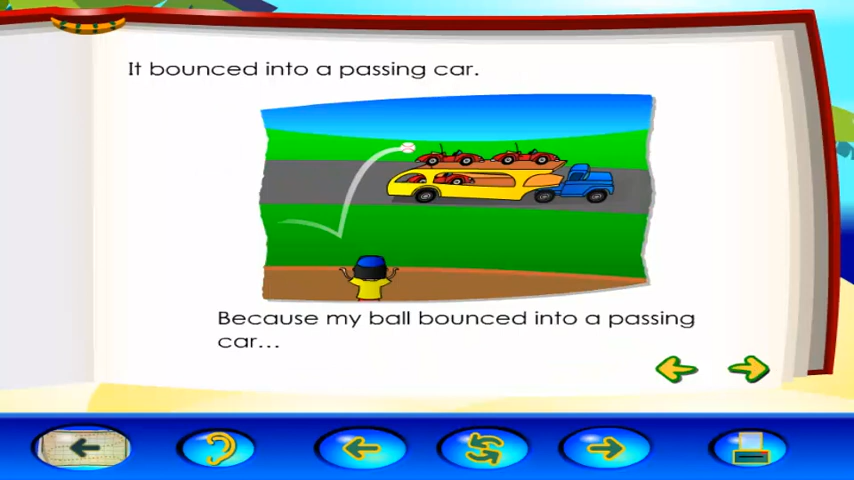 It bounced into a passing car.
Because my ball bounced into a passing
car...